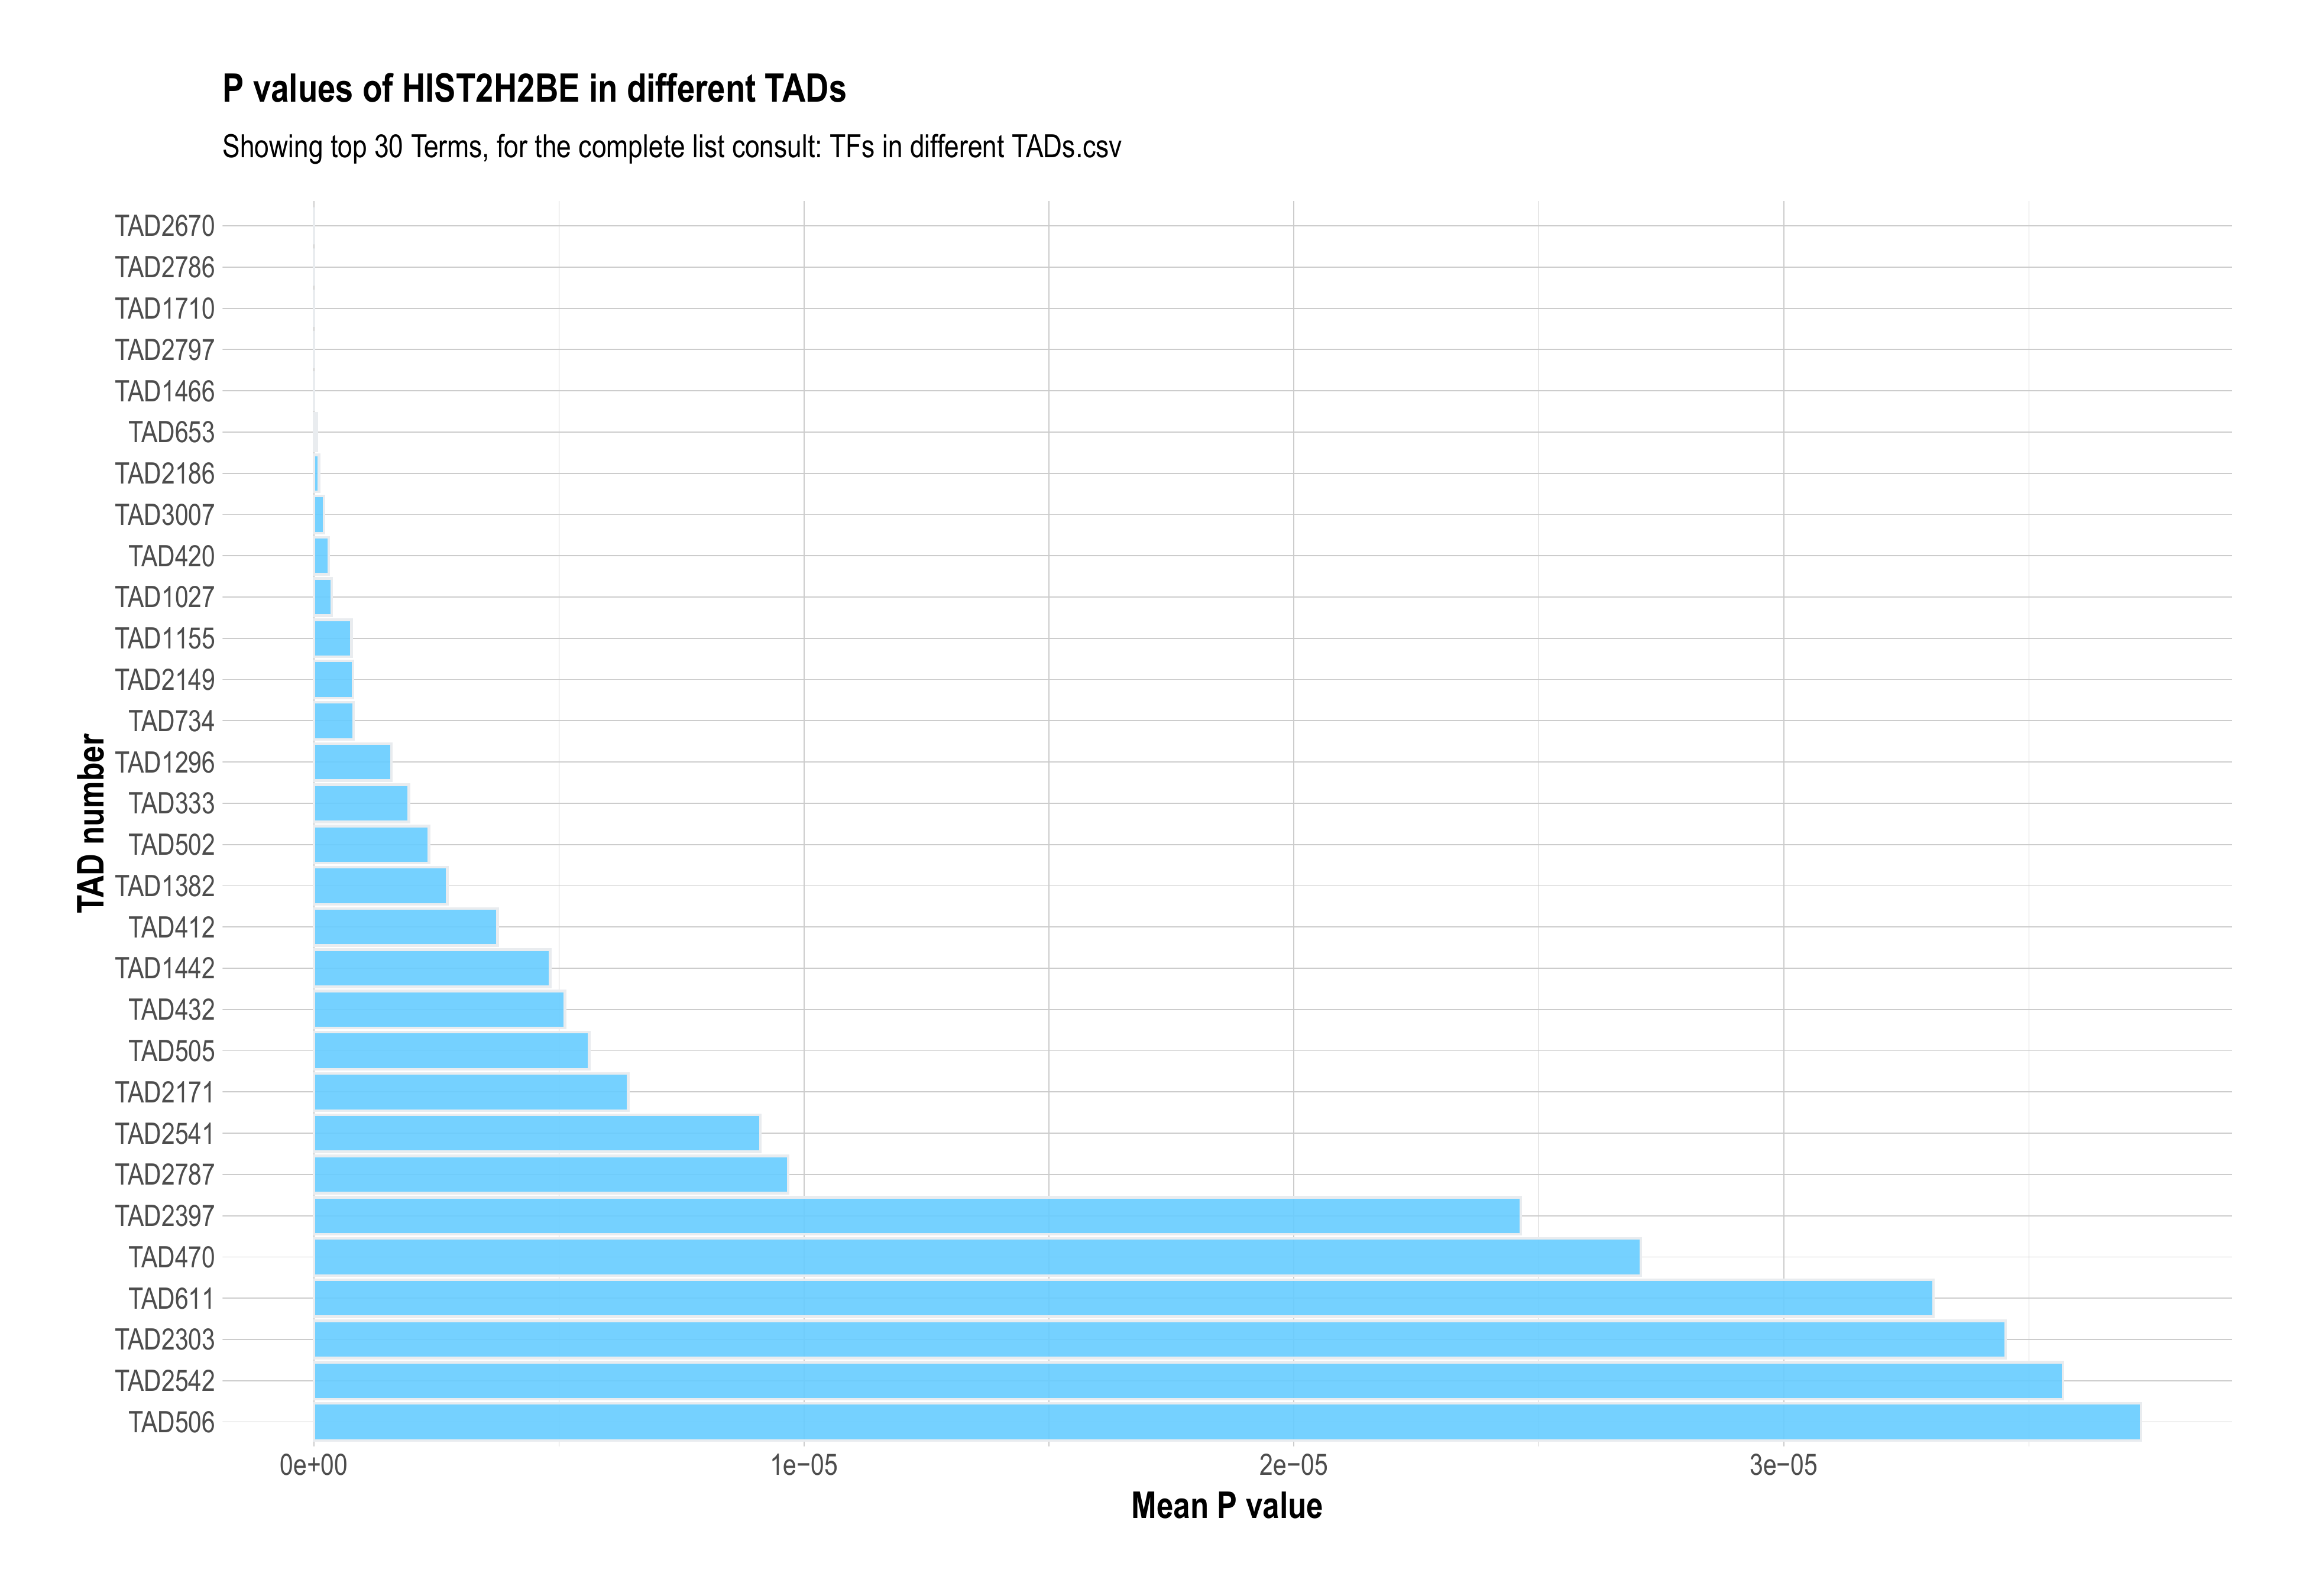 P values of HIST2H2BE in different TADs
Showing top 30 Terms, for the complete list consult: TFs in different TADs.csv
TAD number
TAD2670
TAD2786
TAD1710
TAD2797
TAD1466
TAD653
TAD2186
TAD3007
TAD420
TAD1027
TAD1155
TAD2149
TAD734
TAD1296
TAD333
TAD502
TAD1382
TAD412
TAD1442
TAD432
TAD505
TAD2171
TAD2541
TAD2787
TAD2397
TAD470
TAD611
TAD2303
TAD2542
TAD506
0e+00 1e−05 2e−05 3e−05
Mean P value